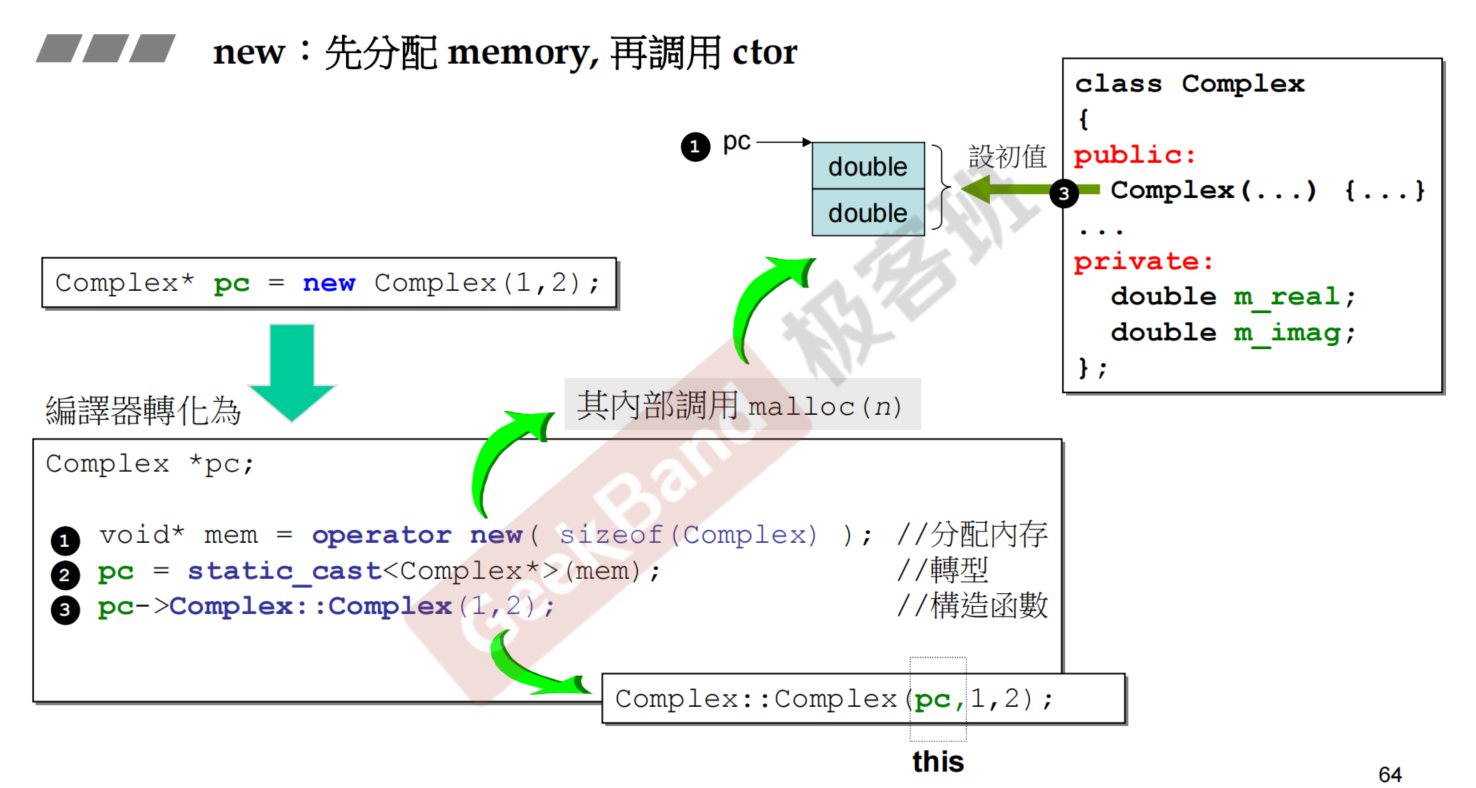 new：先分配 memory, 再調用 ctor
class Complex
{
public:
Complex(...) {...}
...
private:
double m_real;
double m_imag;
};
1 pc
double
double
設初值
3
Complex* pc = new Complex(1,2);
編譯器轉化為
其內部調用 malloc(n)
Complex *pc;
1 void* mem = operator new( sizeof(Complex) ); //分配內存
2 pc = static_cast<Complex*>(mem); //轉型
3 pc->Complex::Complex(1,2); //構造函數
Complex::Complex(pc,1,2);
this
GeekBand 极客班
64